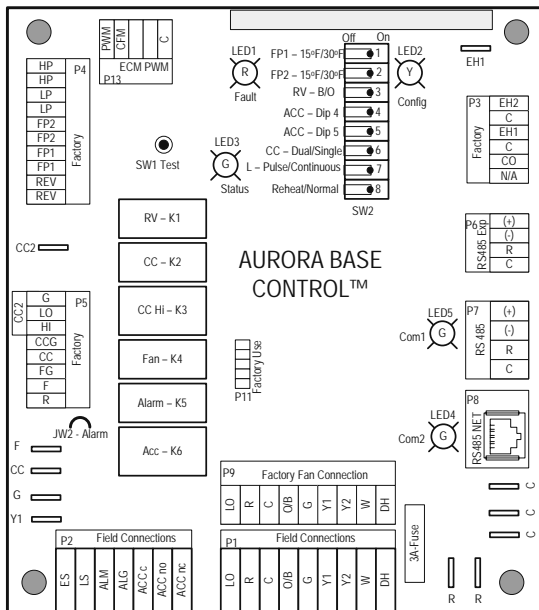 PWM
CFM
C
ECM PWM
P13
P4
HP
HP
LP
LP
FP2
FP2
FP1
FP1
REV
REV
Factory
LED1
R
Fault
SW1 Test
LED3
G
Status
Off On
FP1 – 15ºF/30ºF 1
FP2 – 15ºF/30ºF 2
RV – B/O 3
ACC – Dip 4 4
ACC – Dip 5 5
CC – Dual/Single 6
L – Pulse/Continuous 7
Reheat/Normal 8
SW2
LED2
Y
Config
EH1
P3
EH2
C
EH1
C
CO
N/A
Factory
P6
(+)
(-)
R
C
RS485 Exp
CC2
RV – K1
CC – K2
CC Hi – K3
Fan – K4
Alarm – K5
Acc – K6
AURORA BASE
CONTROL™
CC2
P5
G
LO
HI
CCG
CC
FG
F
R
Factory
JW2 - Alarm
Factory Use
P11
LED5
G
Com1
P7
(+)
(-)
R
C
RS 485
LED4
G
Com2
P8
RS485 NET
F
CC
G
Y1
P9 Factory Fan Connection
LO
R
C
O/B
G
Y1
Y2
W
DH
3A-Fuse
C
C
C
P2 Field Connections
ES
LS
ALM
ALG
ACC c
ACC no
ACC nc
P1 Field Connections
LO
R
C
O/B
G
Y1
Y2
W
DH
R
R